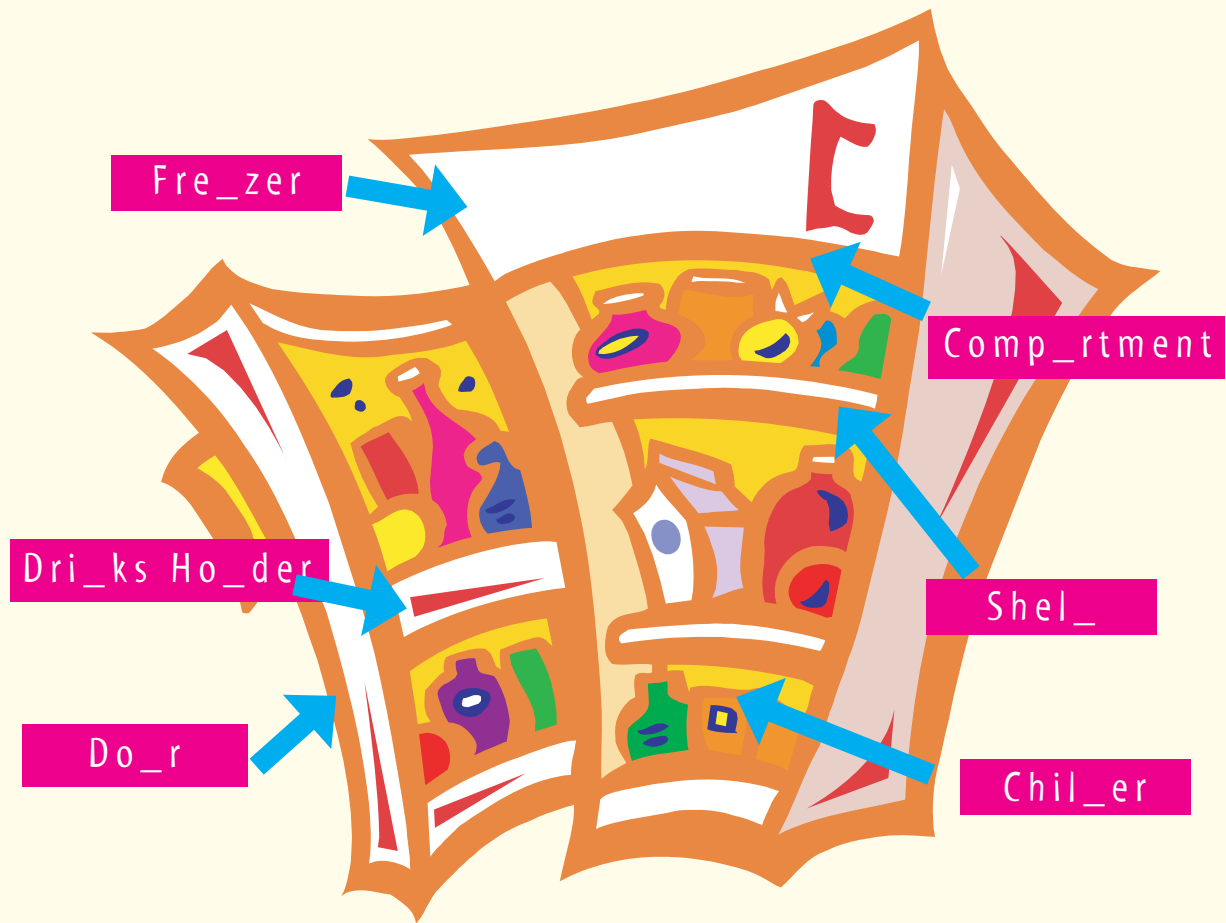 Fre_zer
Comp_rtment
Dri_ks Ho_der
Shel_
Do_r
Chil_er